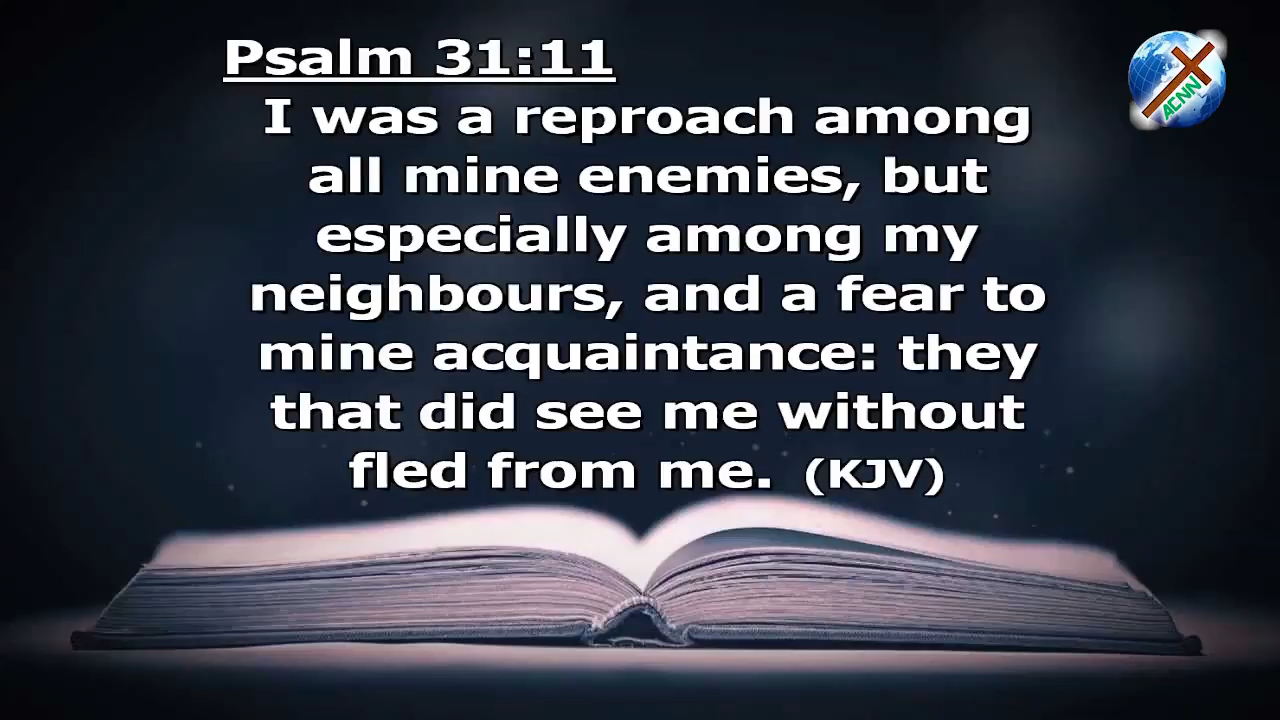 Psalm 31:11
I was a reproach among
all mine enemies, but
especially among my
neighbours, and a fear to
mine acquaintance: they
that did see me without
fled from me. (KJV)
ACNN